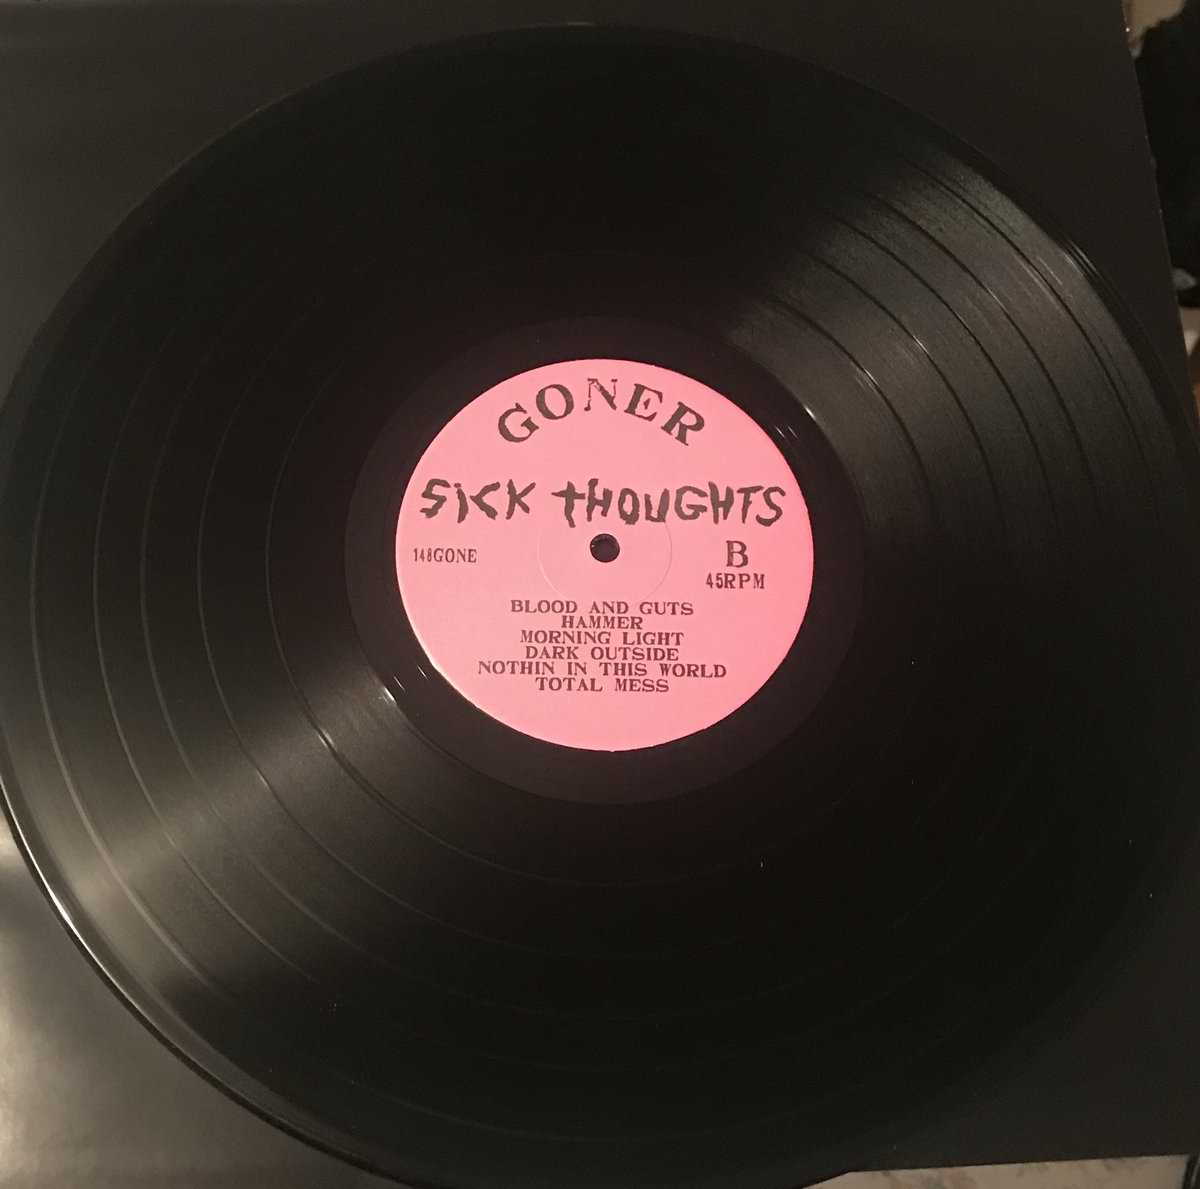 GONER
SiCK THOUGHTS
148GONE
B
45RPM
BLOOD AND GUTS
HAMMER
MORNING LIGHT
DARK OUTSIDE
NOTHIN IN THIS WORLD
TOTAL MESS